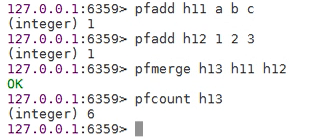 127.0.0.1:6359> pfadd h11 a b c
(integer) 1
127.0.0.1:6359> pfadd h12 1 2 3
(integer) 1
127.0.0.1:6359> pfmerge h13 h11 h12
OK
127.0.0.1:6359> pfcount h13
(integer) 6
127.0.0.1:6359>